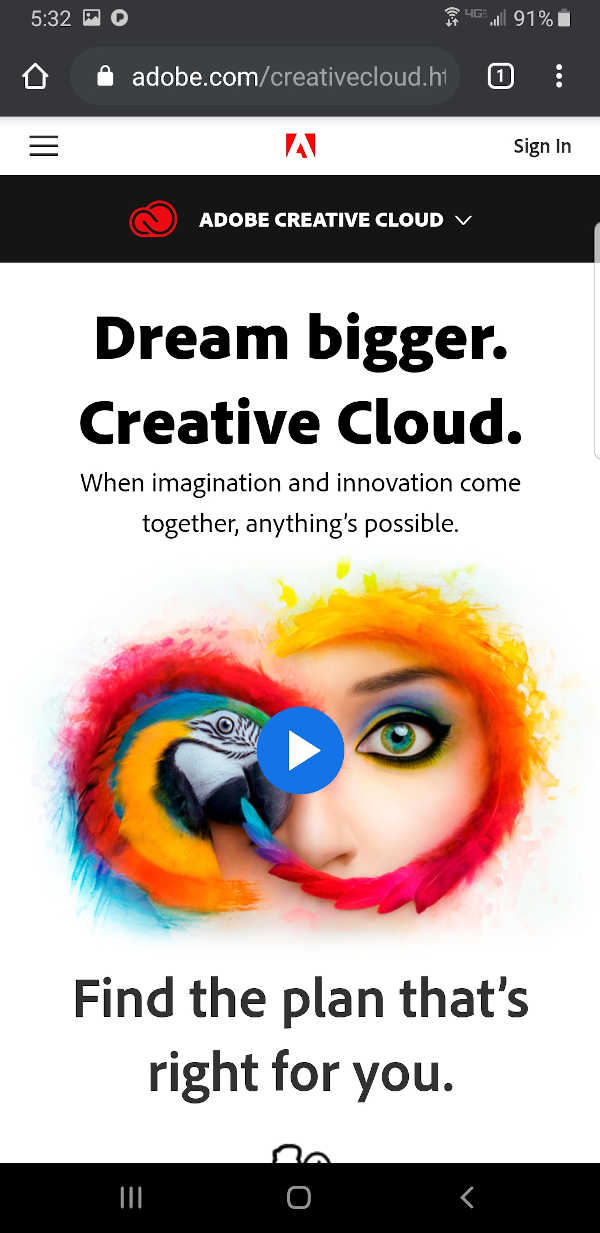 5:32 4GE 91%
adobe.com/creativecloud.ht 1
Sign In
ADOBE CREATIVE CLOUD
Dream bigger.
Creative Cloud.
When imagination and innovation come
together, anything's possible.
Find the plan that's
right for you.